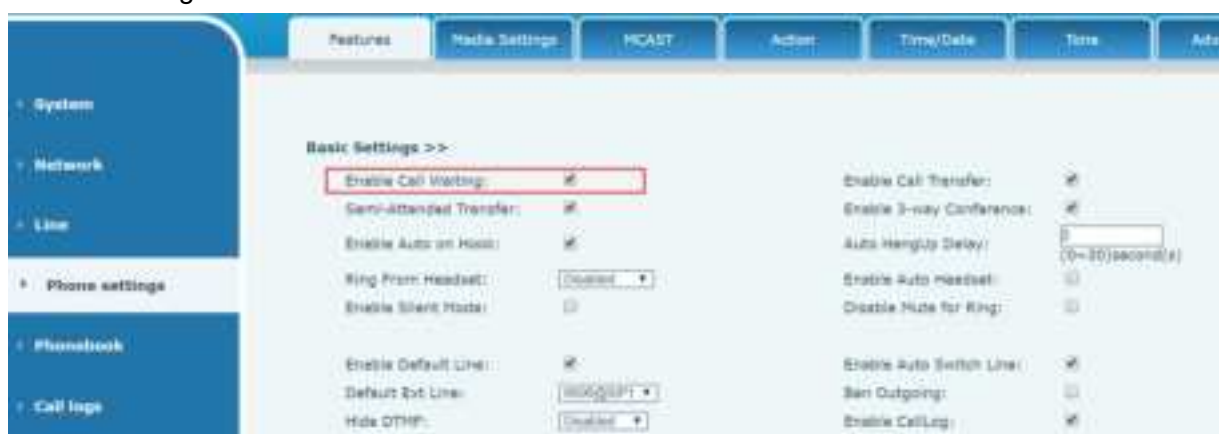 Features Media Settings MCAST Action Time/Date Tone
System
Network
Line
Phone settings
Phonebook
Call logs
Basic Settings >>
Enable Call Waiting: Enable Call Transfer:
Semi-Attended Transfer: Enable 3-way Conference:
Enable Auto on Hook: Auto HangUp Delay: (0~30)second(s)
Ring From Headset: Disabled Enable Auto Headset:
Enable Silent Mode: Disable Mute for Ring:
Enable Default Line: Enable Auto Switch Line:
Default Ext Line: Ban Outgoing:
Hide DTMF: Disabled Enable CallLog: